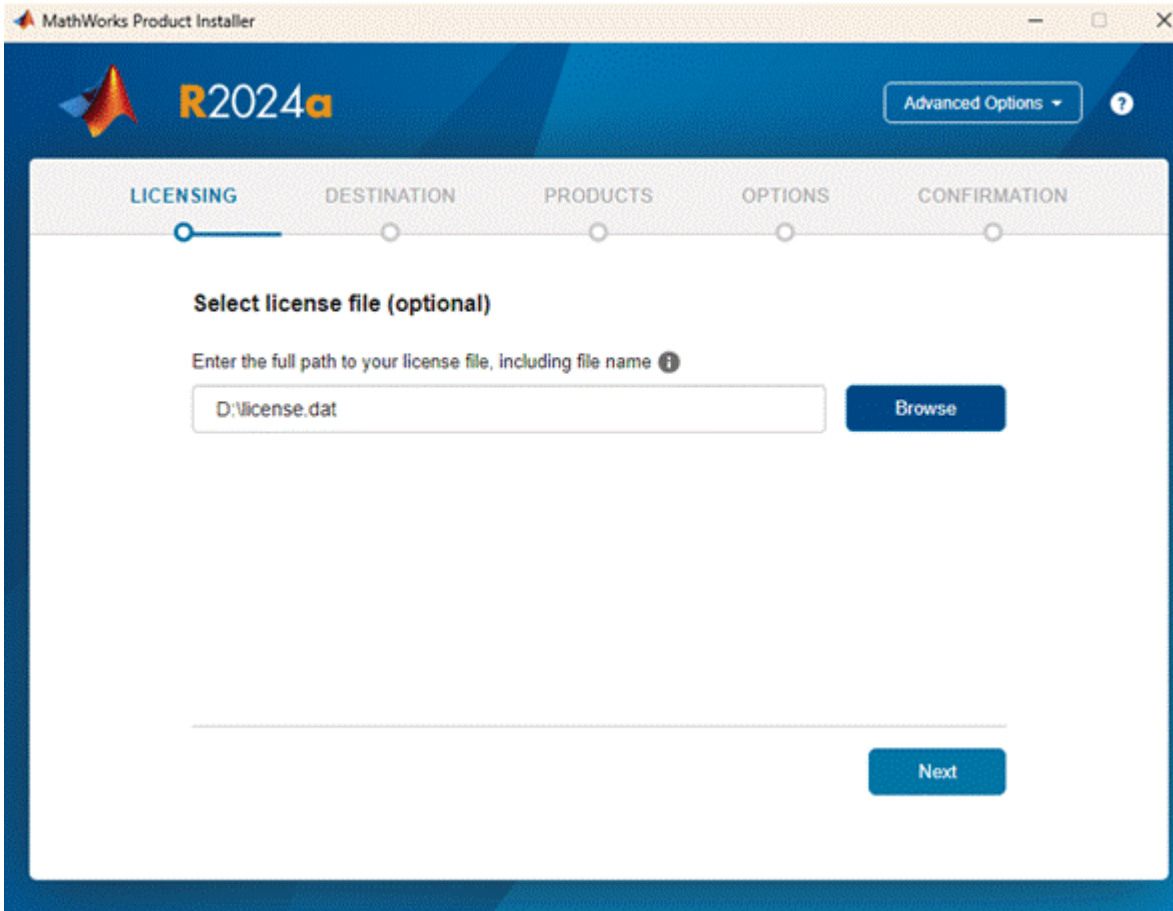 MathWorks Product Installer
R2024a
Advanced Options
?
LICENSING DESTINATION PRODUCTS OPTIONS CONFIRMATION
Select license file (optional)
Enter the full path to your license file, including file name
D:\license.dat
Browse
Next